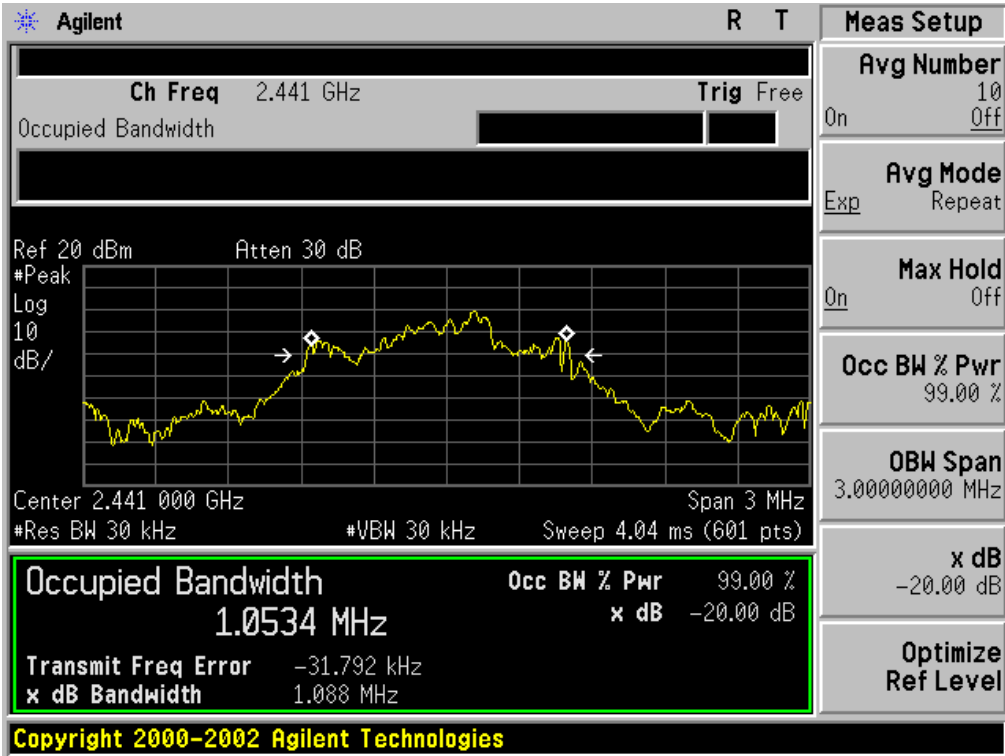 Agilent R T
Ch Freq 2.441 GHz Trig Free
Occupied Bandwidth
Ref 20 dBm Atten 30 dB
#Peak
Log
10
dB/
Center 2.441 000 GHz Span 3 MHz
#Res BW 30 kHz #VBW 30 kHz Sweep 4.04 ms (601 pts)
Occupied Bandwidth Occ BW % Pwr 99.00 %
1.0534 MHz x dB -20.00 dB
Transmit Freq Error -31.792 kHz
x dB Bandwidth 1.088 MHz
Copyright 2000-2002 Agilent Technologies
Meas Setup
Avg Number
10
On Off
Avg Mode
Exp Repeat
Max Hold
On Off
Occ BW % Pwr
99.00 %
OBW Span
3.00000000 MHz
x dB
-20.00 dB
Optimize
Ref Level